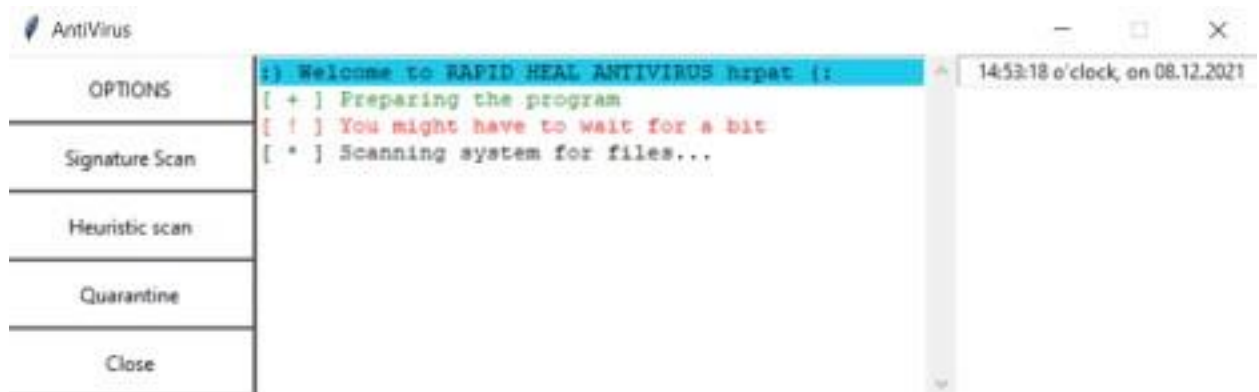 AntiVirus
OPTIONS
Signature Scan
Heuristic scan
Quarantine
Close
:) Welcome to RAPID HEAL ANTIVIRUS hrpat (:
[ + ] Preparing the program
[ ! ] You might have to wait for a bit
[ * ] Scanning system for files...
14:53:18 o'clock, on 08.12.2021